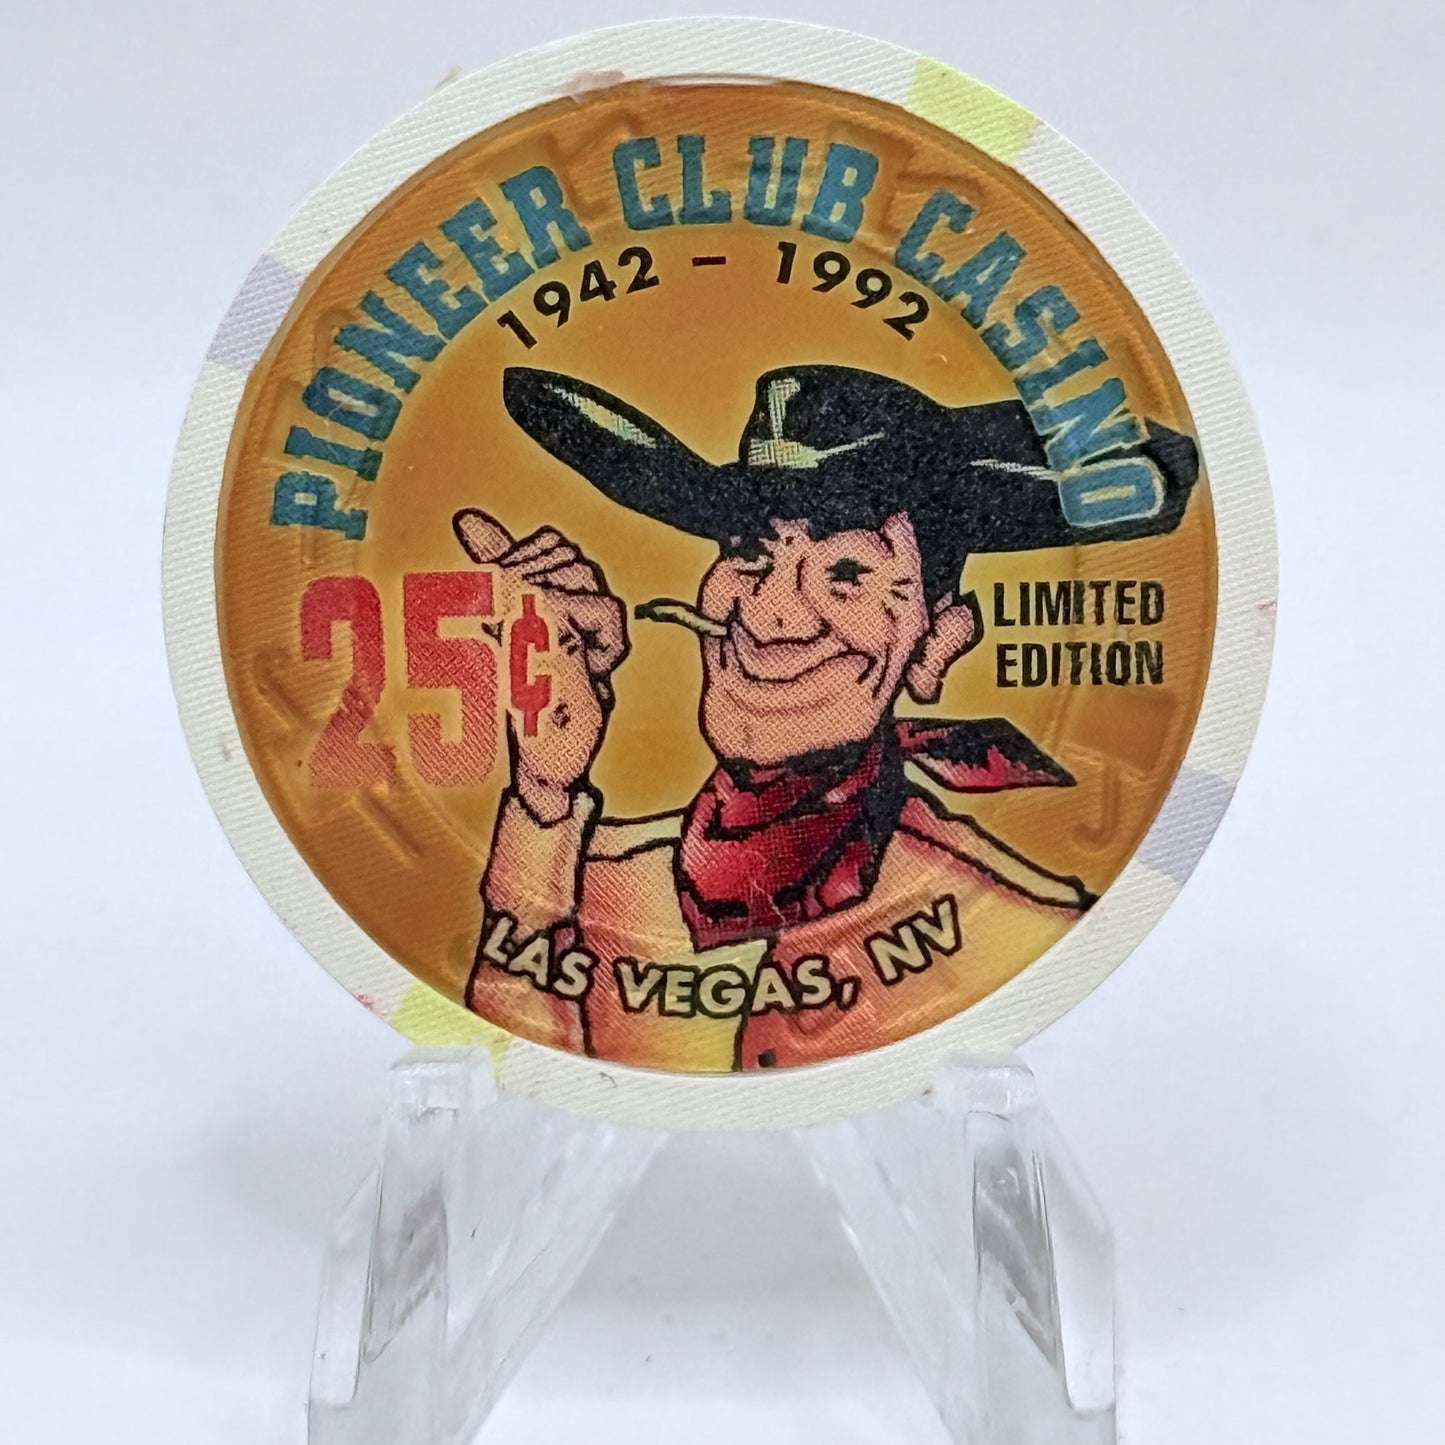 PIONEER CLUB CASINO
1942 - 1992
25¢
LIMITED
EDITION
LAS VEGAS, NV